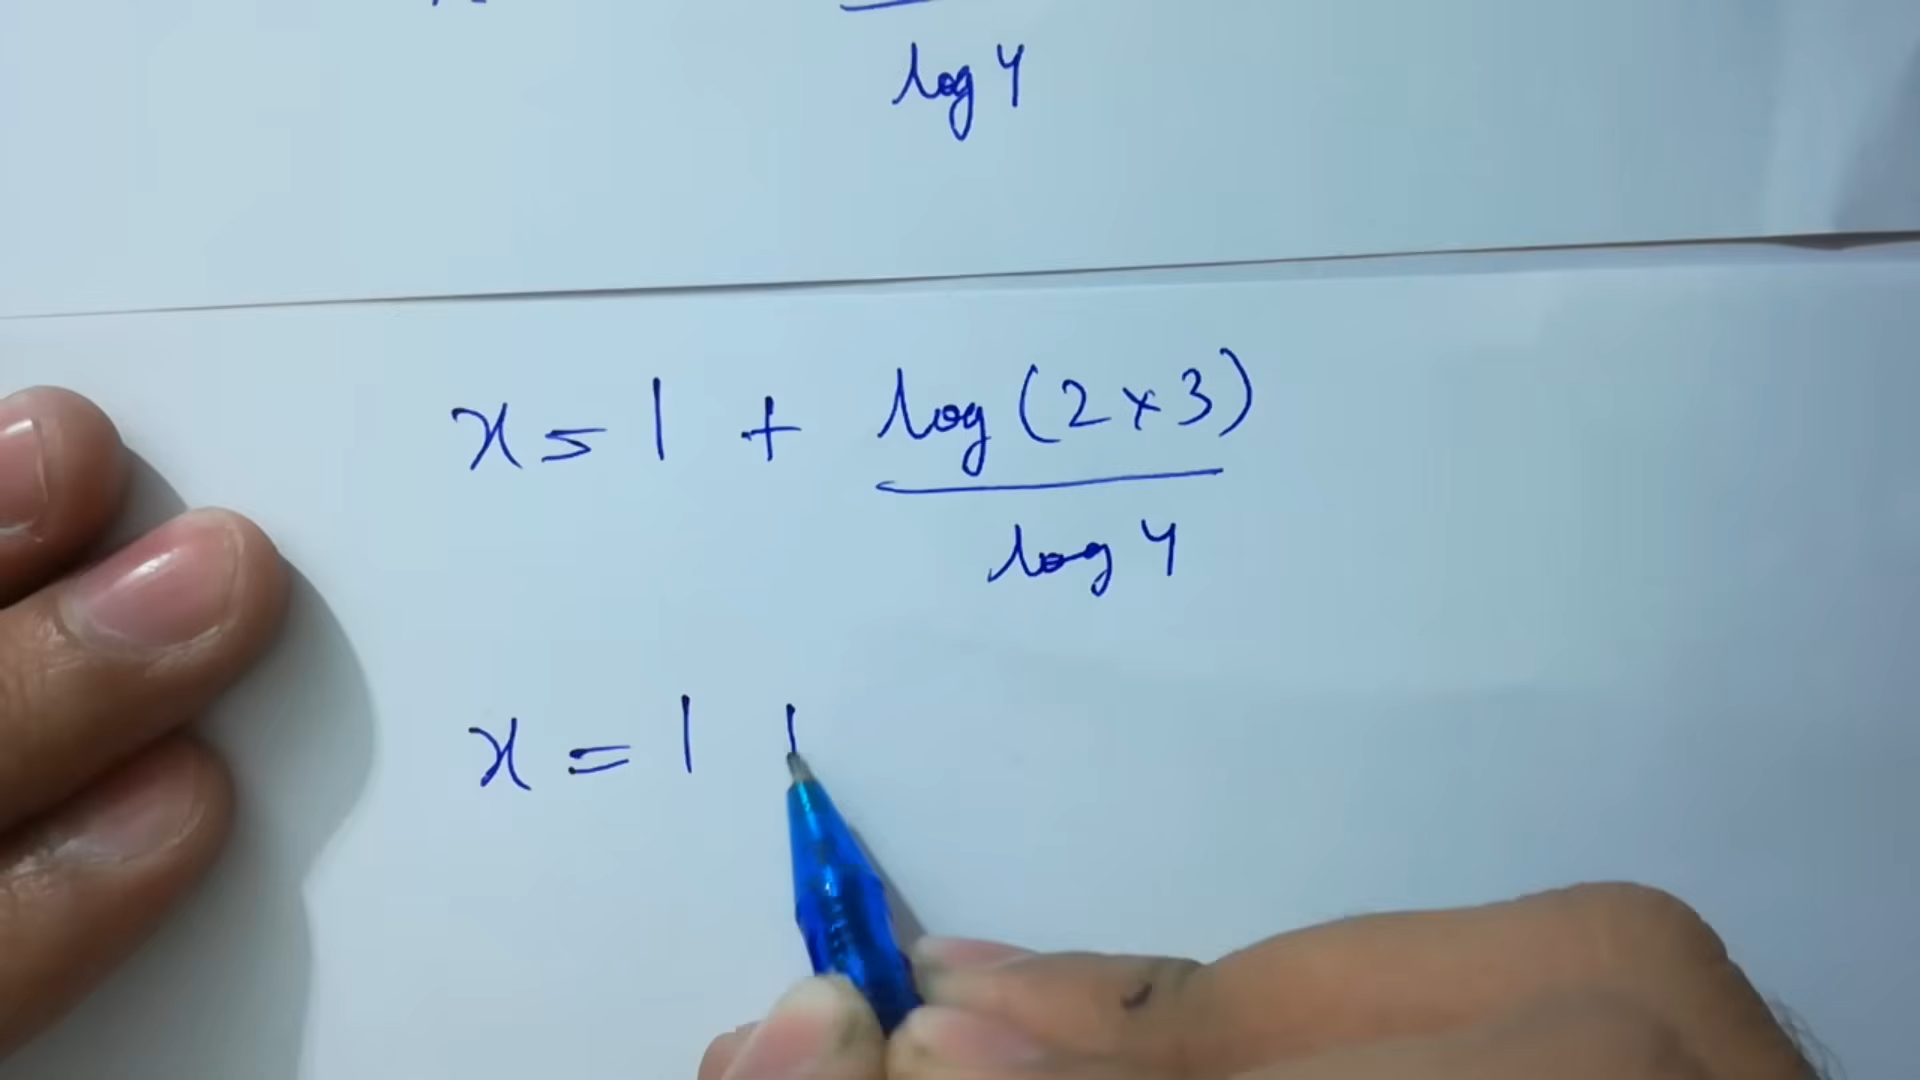 log 4
x = 1 + log (2 × 3)
log 4
x = 1